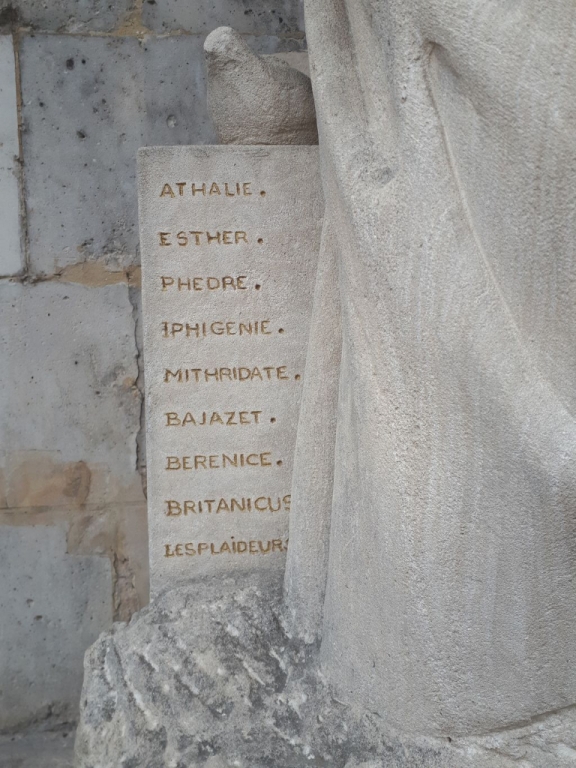 ATHALIE.
ESTHER.
PHEDRE.
IPHIGENIE.
MITHRIDATE.
BAJAZET.
BERENICE.
BRITANICUS
LESPLAIDEURS